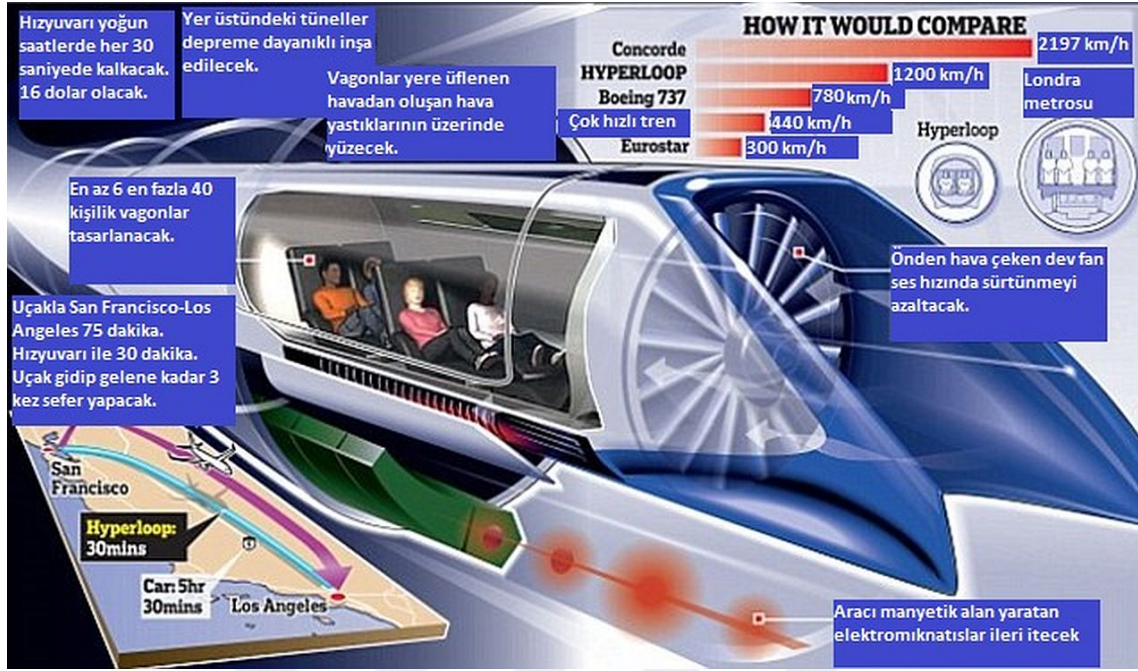 Hızyuvarı yoğun
saatlerde her 30
saniyede kalkacak.
16 dolar olacak.
Yer üstündeki tüneller
depreme dayanıklı inşa
edilecek.
Vagonlar yere üflenen
havadan oluşan hava
yastıklarının üzerinde
yüzecek.
HOW IT WOULD COMPARE
Concorde 2197 km/h
HYPERLOOP 1200 km/h
Boeing 737 780 km/h
Çok hızlı tren 440 km/h
Eurostar 300 km/h
Hyperloop
Londra
metrosu
En az 6 en fazla 40
kişilik vagonlar
tasarlanacak.
Önden hava çeken dev fan
ses hızında sürtünmeyi
azaltacak.
Uçakla San Francisco-Los
Angeles 75 dakika.
Hızyuvarı ile 30 dakika.
Uçak gidip gelene kadar 3
kez sefer yapacak.
San
Francisco
Hyperloop:
30mins
Car: 5hr
30mins
Los Angeles
Aracı manyetik alan yaratan
elektromıknatıslar ileri itecek